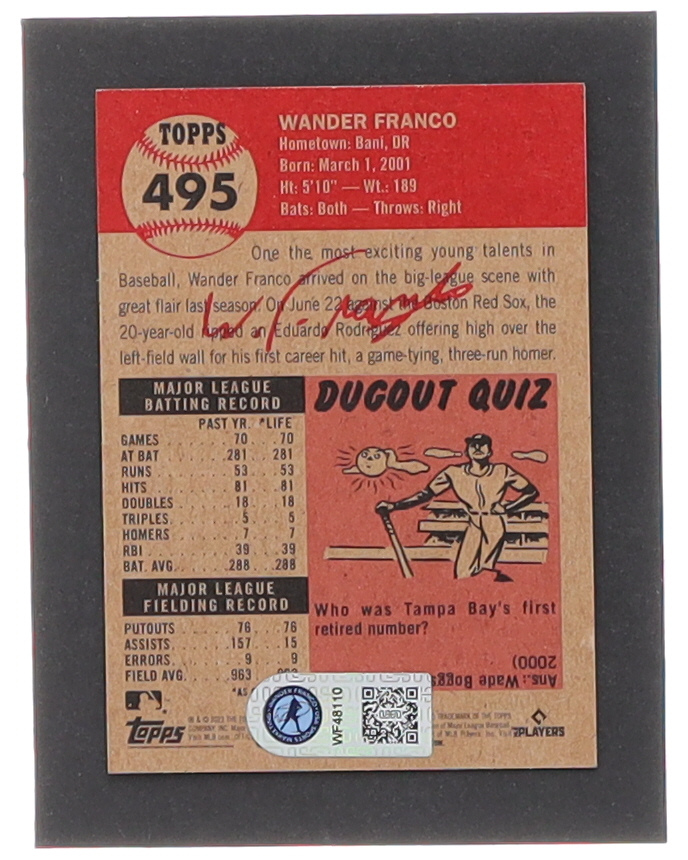 TOPPS
495
WANDER FRANCO
Hometown: Bani, DR
Born: March 1, 2001
Ht: 5'10" — Wt.: 189
Bats: Both — Throws: Right
One the most exciting young talents in
Baseball, Wander Franco arrived on the big-league scene with
great flair last season. On June 22 against the Boston Red Sox, the
20-year-old ripped an Eduardo Rodriguez offering high over the
left-field wall for his first career hit, a game-tying, three-run homer.
MAJOR LEAGUE
BATTING RECORD
PAST YR. *LIFE
GAMES 70 70
AT BAT 281 281
RUNS 53 53
HITS 81 81
DOUBLES 18 18
TRIPLES 5 5
HOMERS 7 7
RBI 39 39
BAT. AVG. .288 .288
MAJOR LEAGUE
FIELDING RECORD
PUTOUTS 76 76
ASSISTS 157 15
ERRORS 9 9
FIELD AVG. .963
*AS
DUGOUT QUIZ
Who was Tampa Bay's first
retired number?
Ans.: Wade Boggs
2000)
WF48110
WANDER FRANCO
Topps
PLAYERS